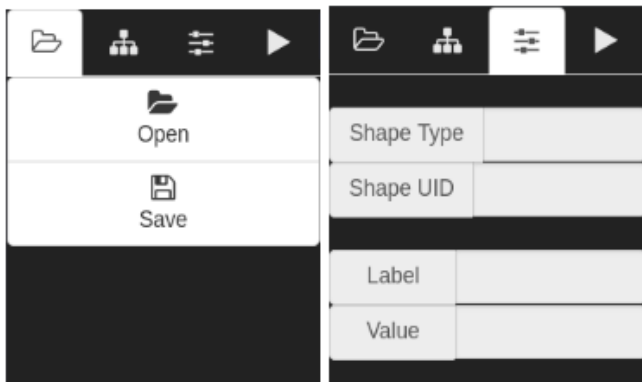 Open
Save
Shape Type
Shape UID
Label
Value